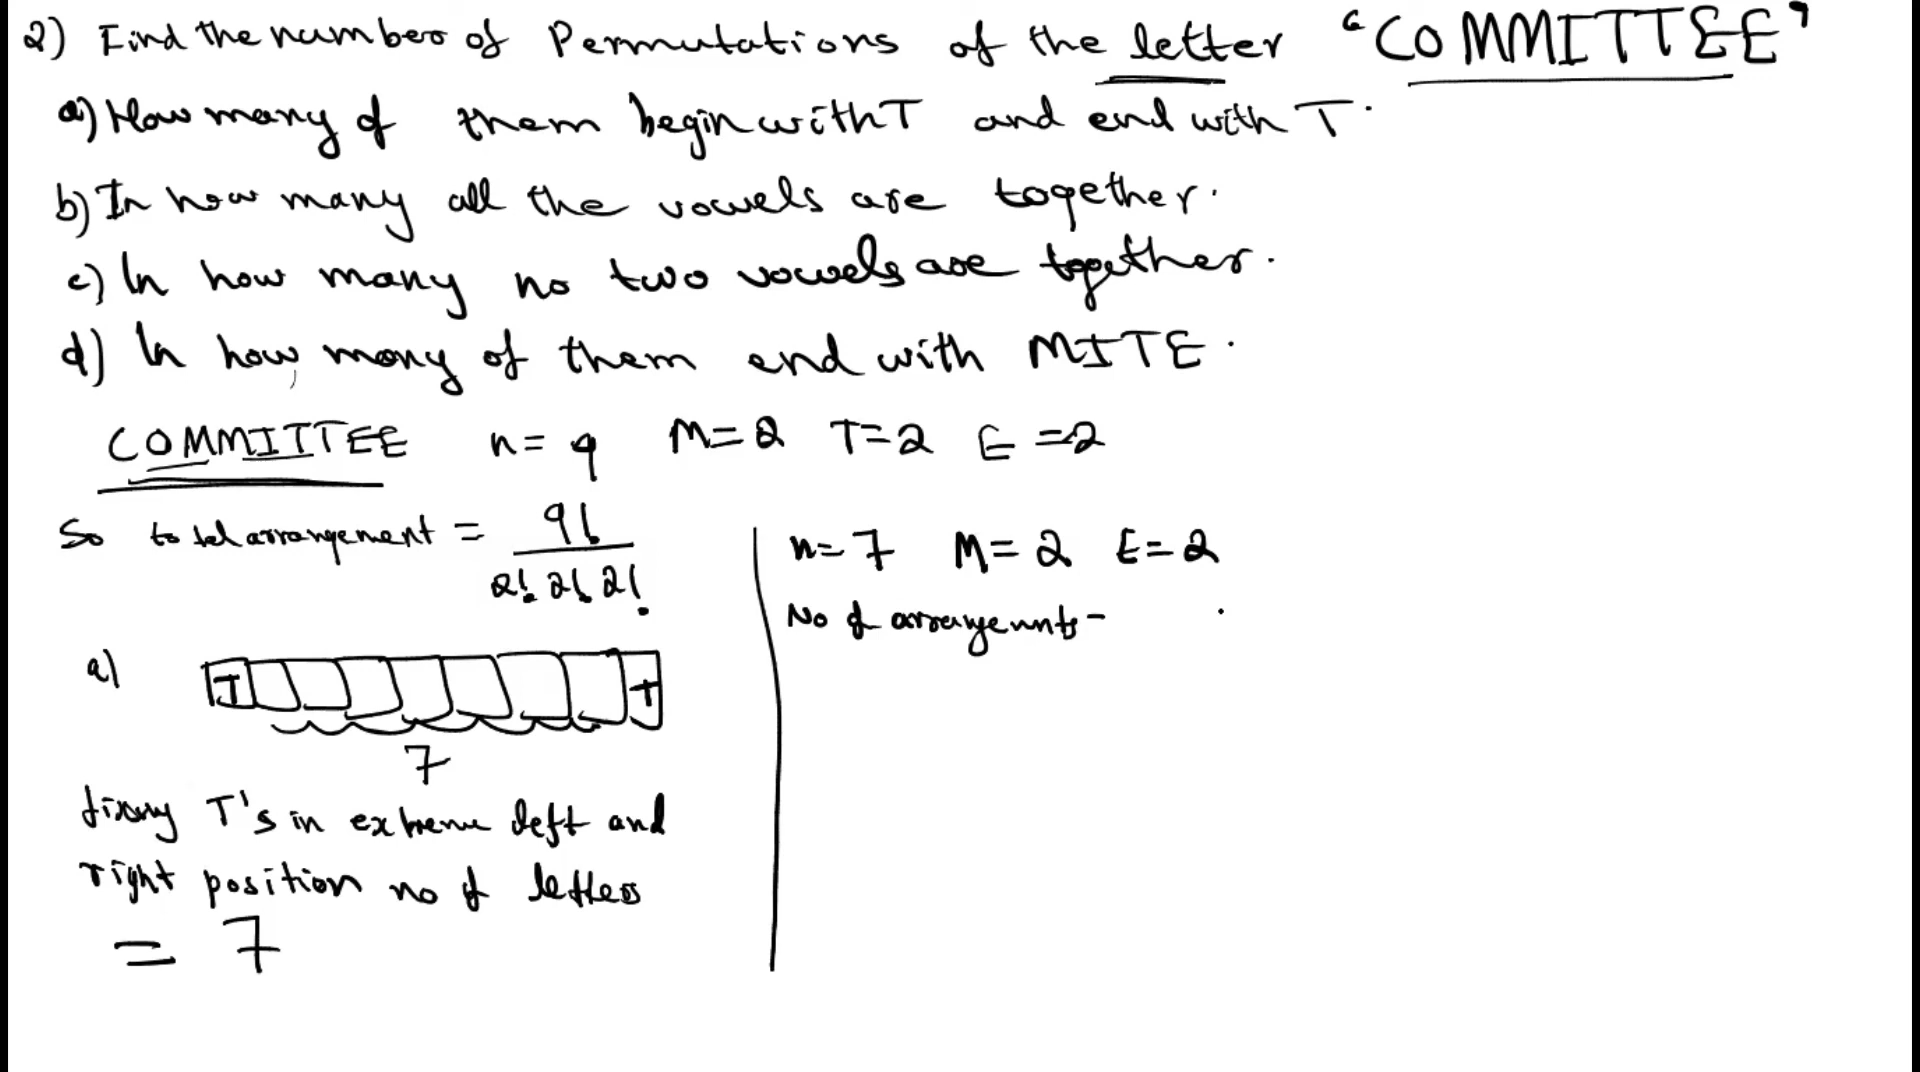 2) Find the number of Permutations of the letter "COMMITTEE"
a) How many of them begin with T and end with T.
b) In how many all the vowels are together.
c) In how many no two vowels are together.
d) In how many of them end with MITE.
COMMITTEE n = 9 M = 2 T = 2 E = 2
So total arrangement = 9! / 2! 2! 2!
a) T T
7
fixing T's in extreme left and
right position no of letters
= 7
n = 7 M = 2 E = 2
No of arrangements =